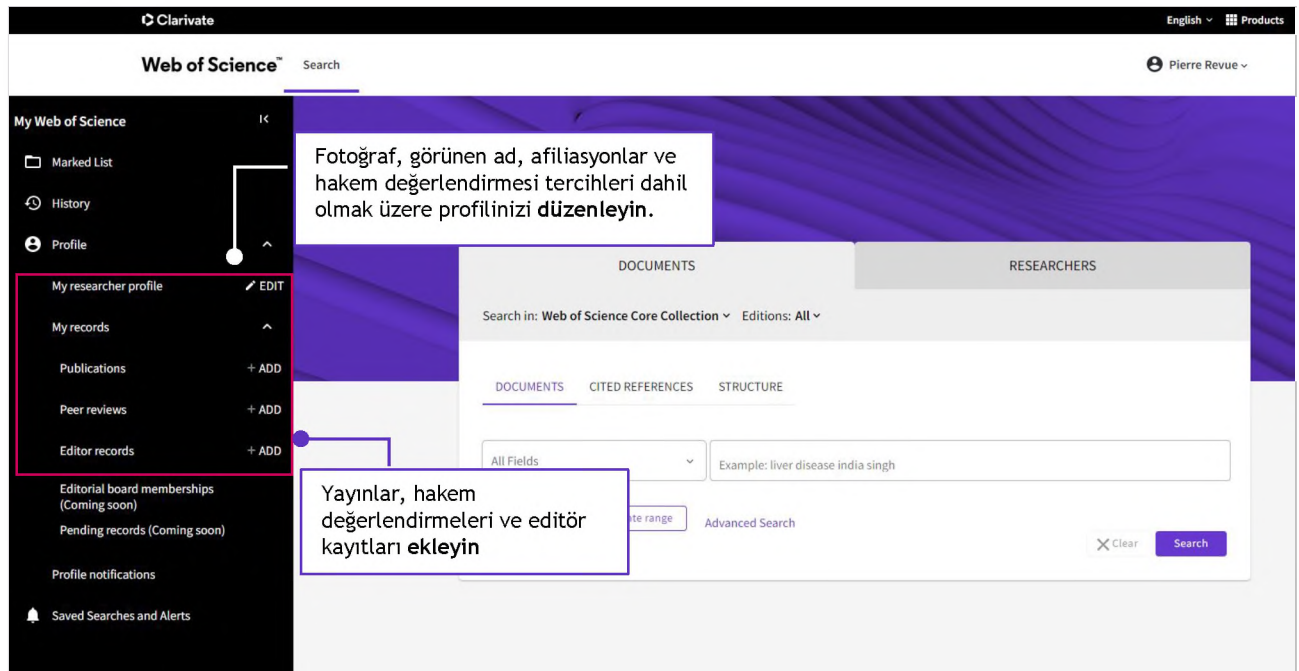 Clarivate
English
Products
Web of Science™
Search
Pierre Revue
My Web of Science
Marked List
History
Profile
My researcher profile
EDIT
My records
Publications
+ ADD
Peer reviews
+ ADD
Editor records
+ ADD
Editorial board memberships
(Coming soon)
Pending records (Coming soon)
Profile notifications
Saved Searches and Alerts
Fotoğraf, görünen ad, afiliasyonlar ve
hakem değerlendirmesi tercihleri dahil
olmak üzere profilinizi düzenleyin.
DOCUMENTS
RESEARCHERS
Search in: Web of Science Core Collection Editions: All
DOCUMENTS
CITED REFERENCES
STRUCTURE
All Fields
Example: liver disease india singh
Yayınlar, hakem
değerlendirmeleri ve editör
kayıtları ekleyin
range
Advanced Search
Clear
Search